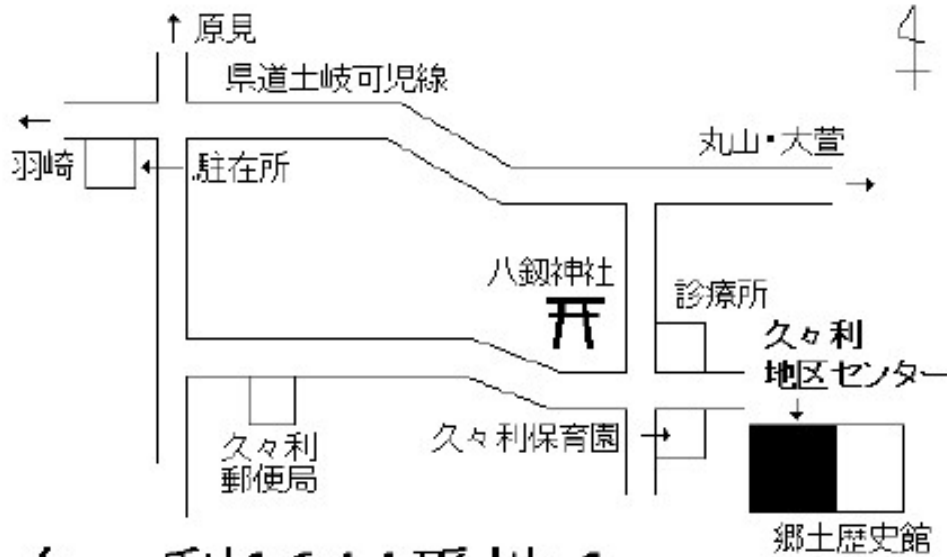 ↑ 原見
県道土岐可児線
←
羽崎
← 駐在所
丸山・大萱
→
八剱神社
診療所
久々利
地区センター
↓
久々利保育園 →
久々利
郵便局
郷土歴史館